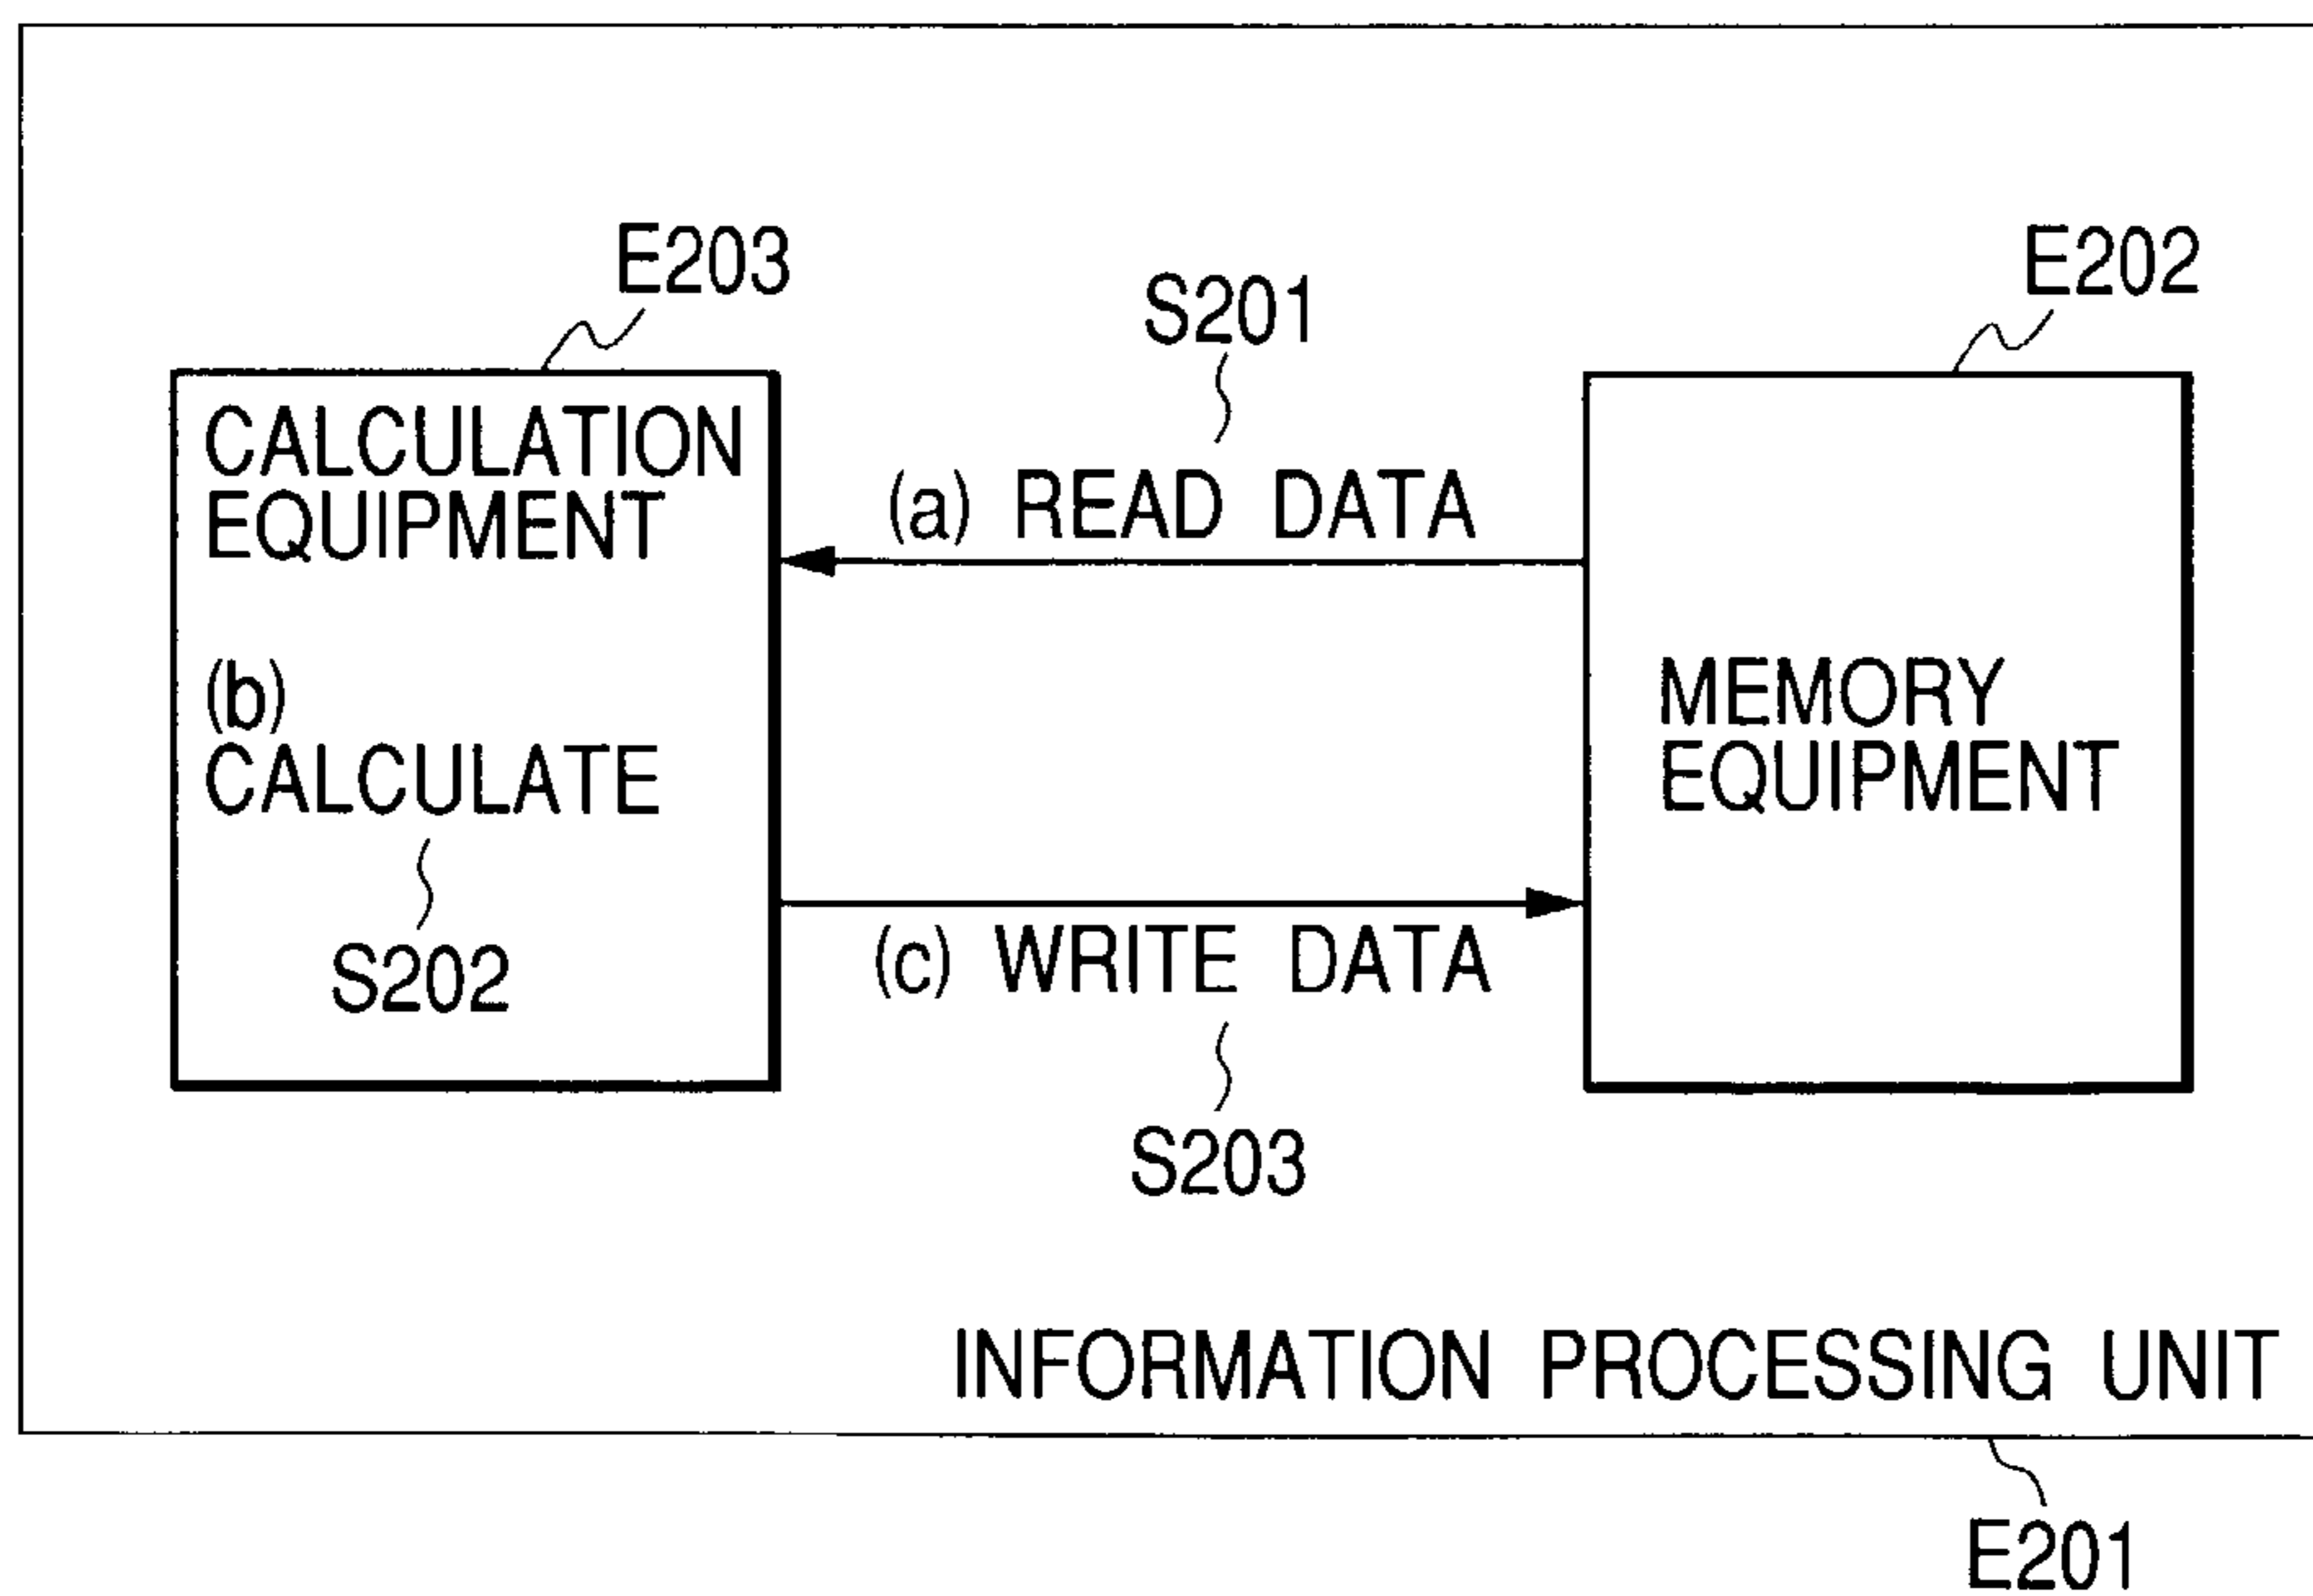 E203
S201
E202
CALCULATION
EQUIPMENT
(a) READ DATA
(b)
CALCULATE
MEMORY
EQUIPMENT
S202
(c) WRITE DATA
S203
INFORMATION PROCESSING UNIT
E201